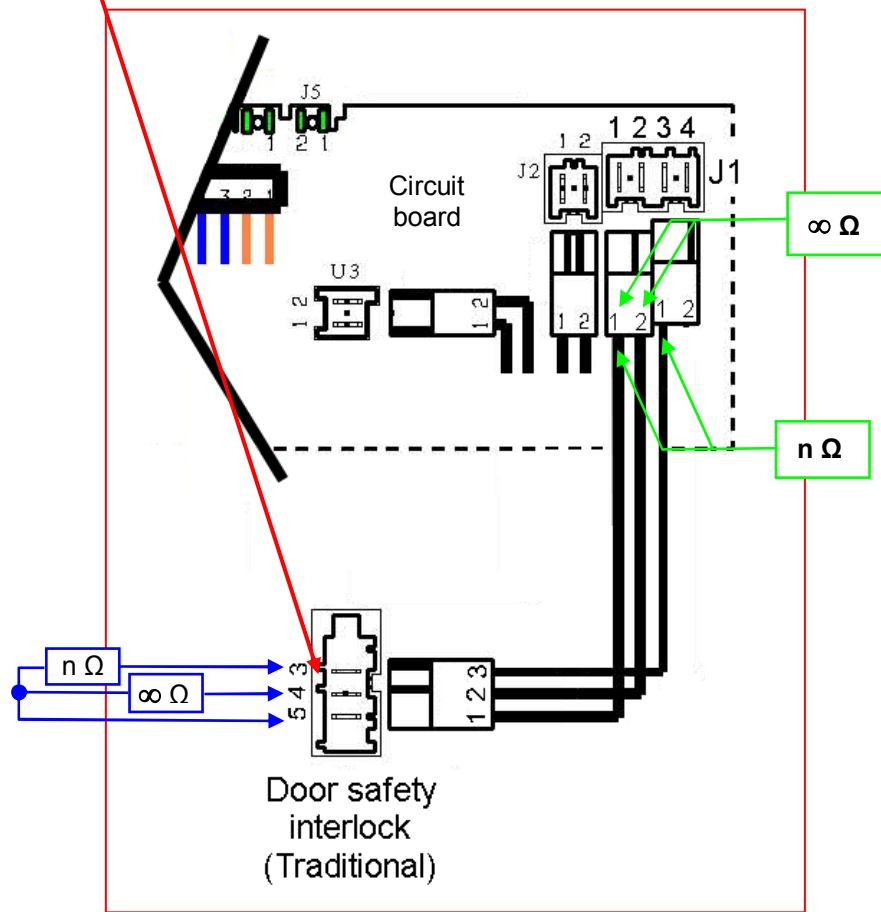 J5
1 2 1
1 2
1 2 3 4
J2
J1
Circuit
board
3 2 1
∞ Ω
U3
1 2
1 2
1 2
1 2
1 2
n Ω
n Ω
∞ Ω
3
4
5
1 2 3
Door safety
interlock
(Traditional)